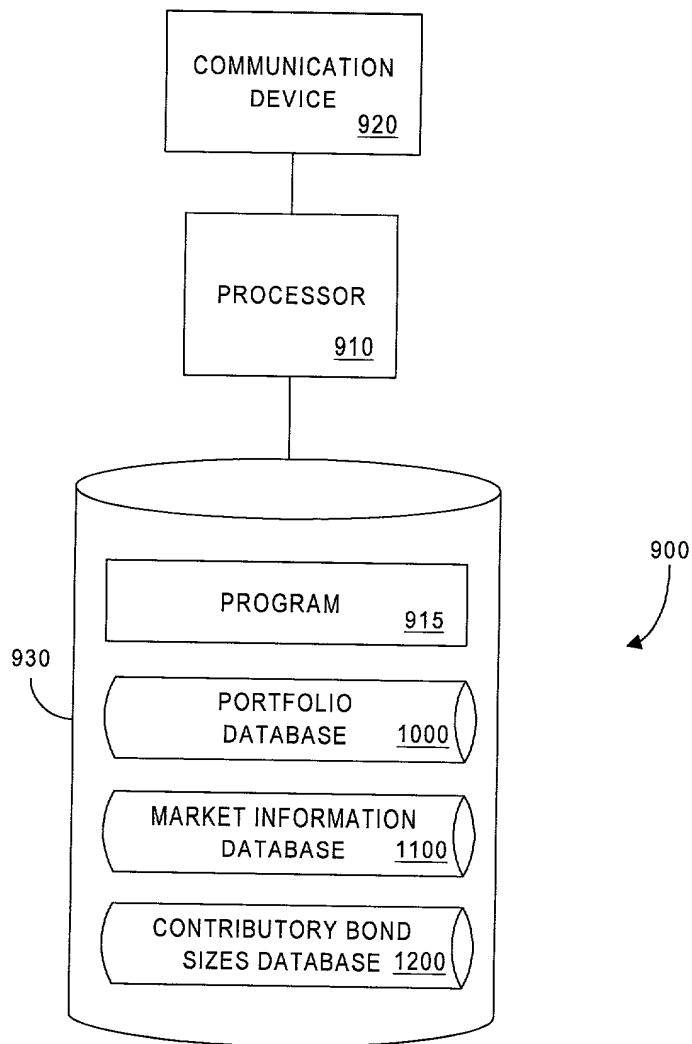 COMMUNICATION
DEVICE
920
PROCESSOR
910
900
PROGRAM
915
930
PORTFOLIO
DATABASE 1000
MARKET INFORMATION
DATABASE 1100
CONTRIBUTORY BOND
SIZES DATABASE 1200